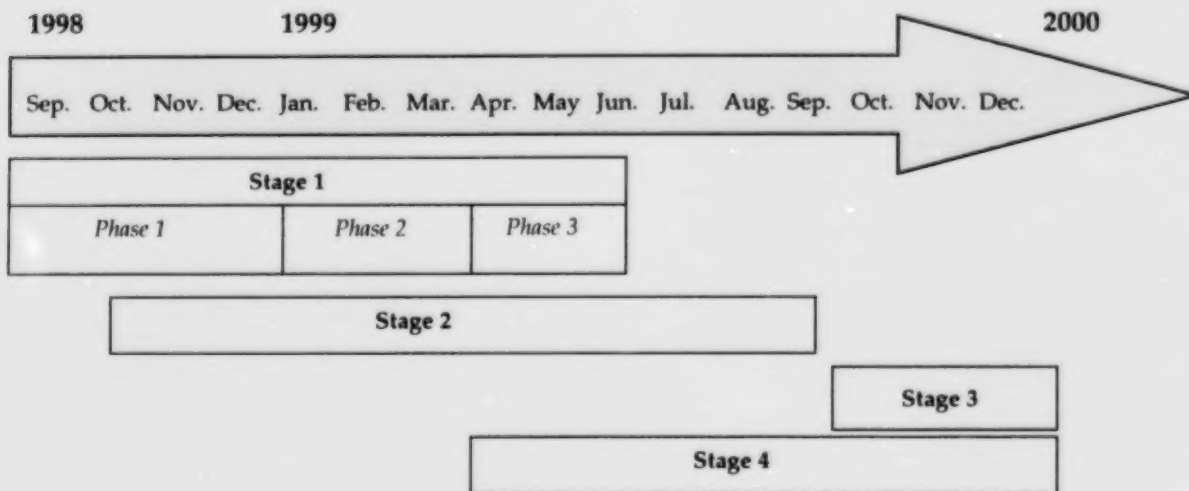 1998 1999 2000
Sep. Oct. Nov. Dec. Jan. Feb. Mar. Apr. May Jun. Jul. Aug. Sep. Oct. Nov. Dec.
Stage 1
Phase 1 Phase 2 Phase 3
Stage 2
Stage 3
Stage 4